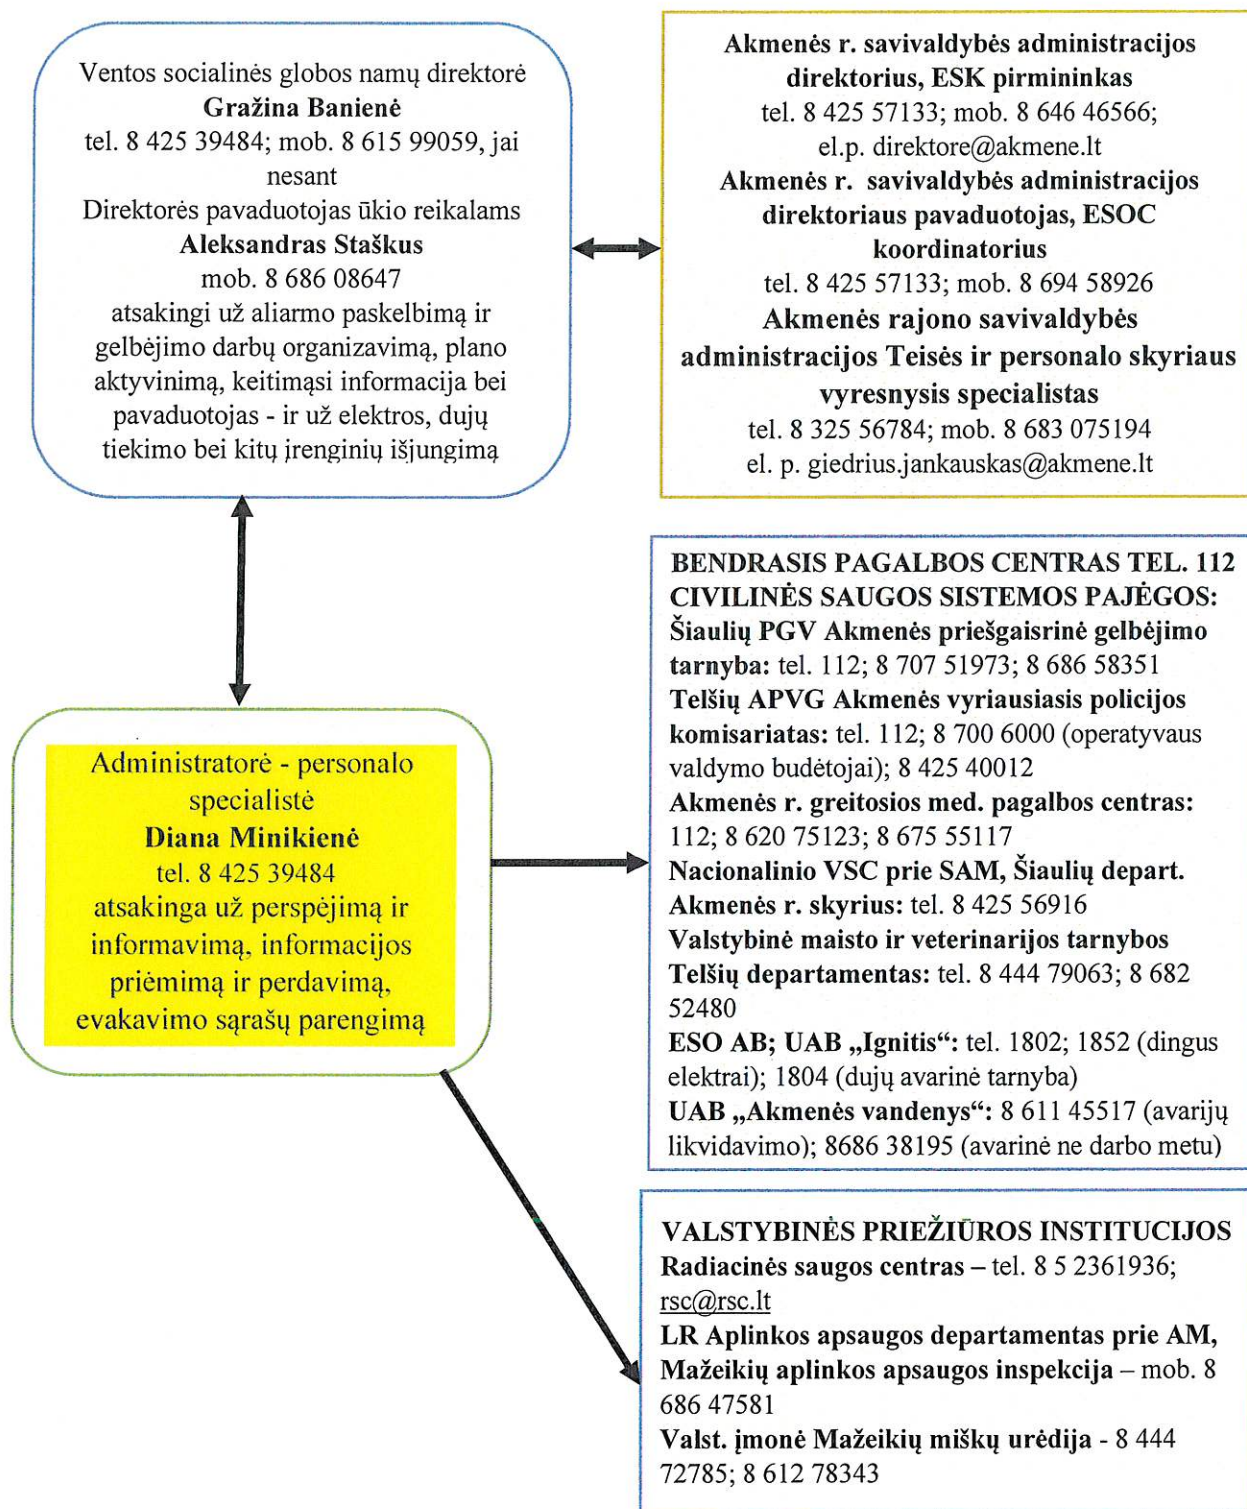 Ventos socialinės globos namų direktorė
Gražina Banienė
tel. 8 425 39484; mob. 8 615 99059, jai
nesant
Direktorės pavaduotojas ūkio reikalams
Aleksandras Staškus
mob. 8 686 08647
atsakingi už aliarmo paskelbimą ir
gelbėjimo darbų organizavimą, plano
aktyvinimą, keitimąsi informacija bei
pavaduotojas - ir už elektros, dujų
tiekimo bei kitų įrenginių išjungimą
Akmenės r. savivaldybės administracijos
direktorius, ESK pirmininkas
tel. 8 425 57133; mob. 8 646 46566;
el.p. direktore@akmene.lt
Akmenės r. savivaldybės administracijos
direktoriaus pavaduotojas, ESOC
koordinatorius
tel. 8 425 57133; mob. 8 694 58926
Akmenės rajono savivaldybės
administracijos Teisės ir personalo skyriaus
vyresnysis specialistas
tel. 8 325 56784; mob. 8 683 075194
el. p. giedrius.jankauskas@akmene.lt
Administratorė - personalo
specialistė
Diana Minikienė
tel. 8 425 39484
atsakinga už perspėjimą ir
informavimą, informacijos
priėmimą ir perdavimą,
evakavimo sąrašų parengimą
BENDRASIS PAGALBOS CENTRAS TEL. 112
CIVILINĖS SAUGOS SISTEMOS PAJĖGOS:
Šiaulių PGV Akmenės priešgaisrinė gelbėjimo
tarnyba: tel. 112; 8 707 51973; 8 686 58351
Telšių APVG Akmenės vyriausiasis policijos
komisariatas: tel. 112; 8 700 6000 (operatyvaus
valdymo budėtojai); 8 425 40012
Akmenės r. greitosios med. pagalbos centras:
112; 8 620 75123; 8 675 55117
Nacionalinio VSC prie SAM, Šiaulių depart.
Akmenės r. skyrius: tel. 8 425 56916
Valstybinė maisto ir veterinarijos tarnybos
Telšių departamentas: tel. 8 444 79063; 8 682
52480
ESO AB; UAB „Ignitis“: tel. 1802; 1852 (dingus
elektrai); 1804 (dujų avarinė tarnyba)
UAB „Akmenės vandenys“: 8 611 45517 (avarijų
likvidavimo); 8686 38195 (avarinė ne darbo metu)
VALSTYBINĖS PRIEŽIŪROS INSTITUCIJOS
Radiacinės saugos centras – tel. 8 5 2361936;
rsc@rsc.lt
LR Aplinkos apsaugos departamentas prie AM,
Mažeikių aplinkos apsaugos inspekcija – mob. 8
686 47581
Valst. įmonė Mažeikių miškų urėdija - 8 444
72785; 8 612 78343